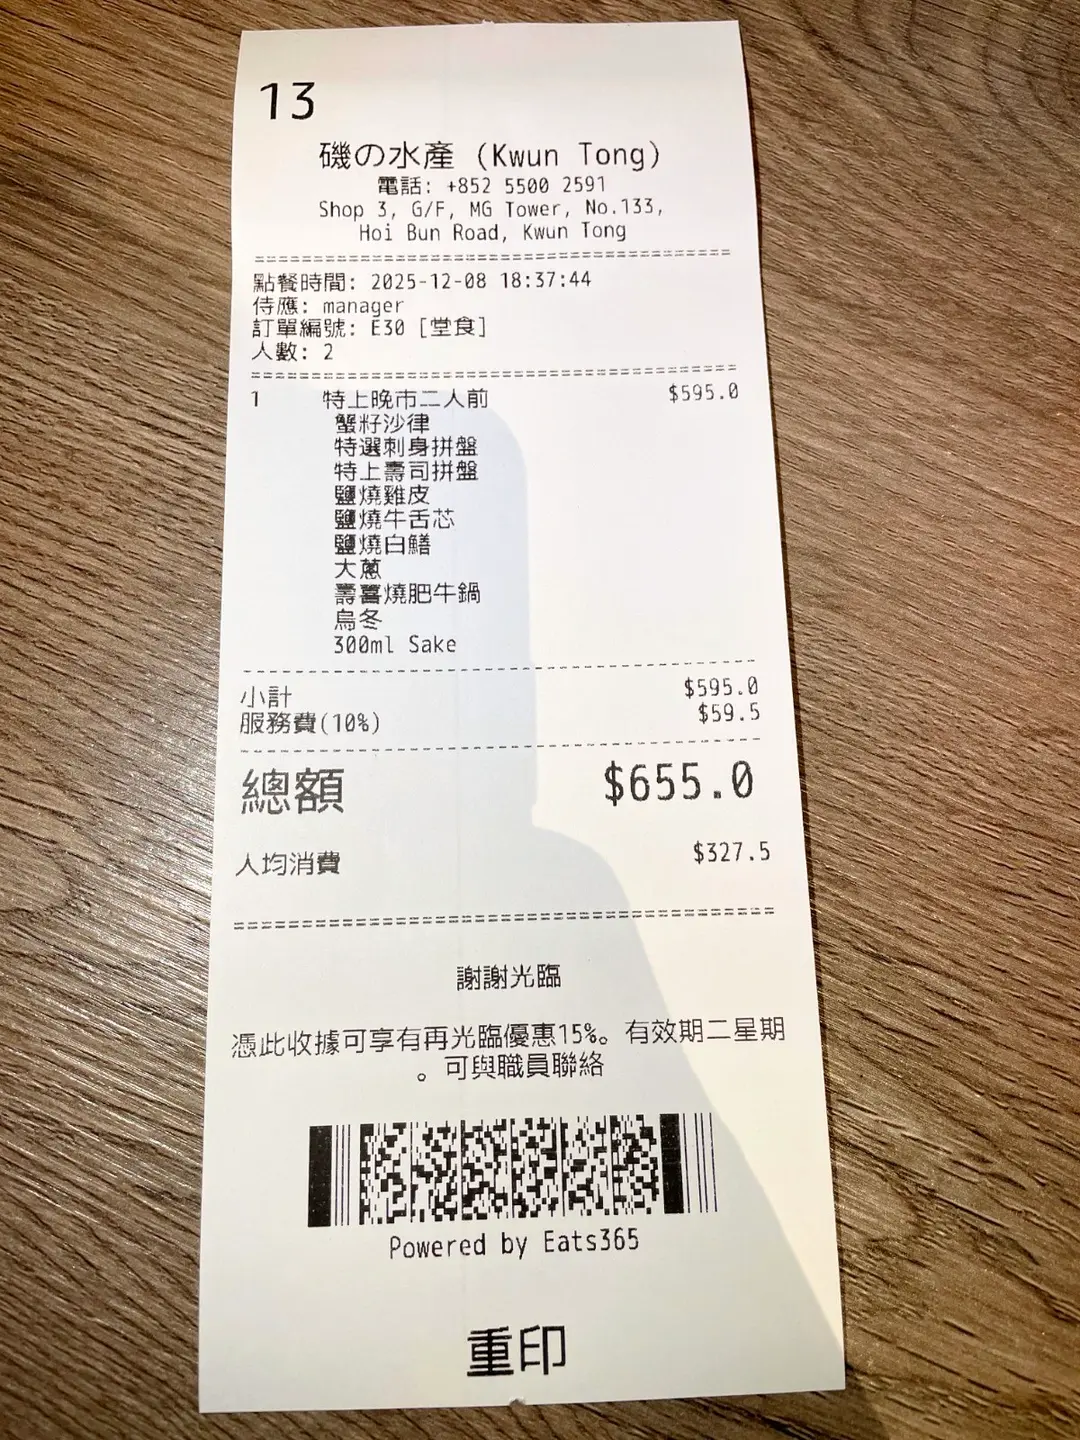 13
磯の水產 (Kwun Tong)
電話: +852 5500 2591
Shop 3, G/F, MG Tower, No.133,
Hoi Bun Road, Kwun Tong
點餐時間: 2025-12-08 18:37:44
侍應: manager
訂單編號: E30 [堂食]
人數: 2
1 特上晚市二人前 $595.0
蟹籽沙律
特選刺身拼盤
特上壽司拼盤
鹽燒雞皮
鹽燒牛舌芯
鹽燒白鱔
大蔥
壽喜燒肥牛鍋
烏冬
300ml Sake
小計 $595.0
服務費(10%) $59.5
總額 $655.0
人均消費 $327.5
謝謝光臨
憑此收據可享有再光臨優惠15%。有效期二星期
。可與職員聯絡
Powered by Eats365
重印